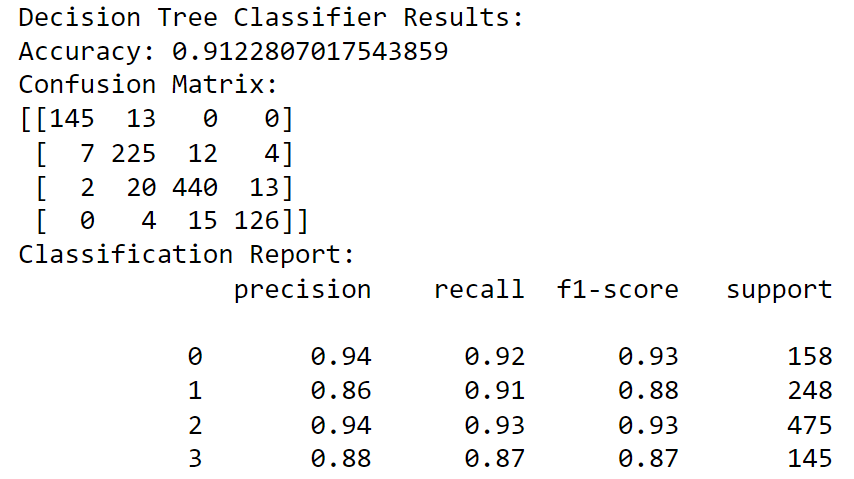 Decision Tree Classifier Results:
Accuracy: 0.9122807017543859
Confusion Matrix:
[[145  13   0   0]
 [  7 225  12   4]
 [  2  20 440  13]
 [  0   4  15 126]]
Classification Report:
              precision    recall  f1-score   support

           0       0.94      0.92      0.93       158
           1       0.86      0.91      0.88       248
           2       0.94      0.93      0.93       475
           3       0.88      0.87      0.87       145